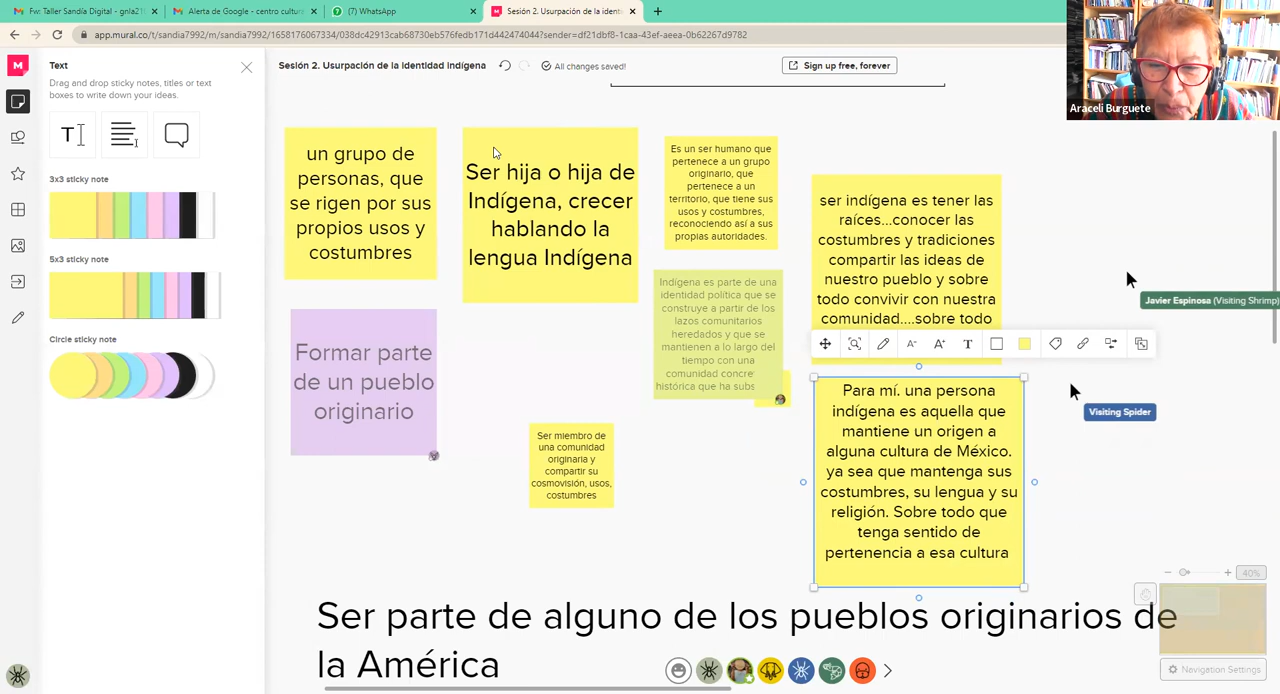 Fw: Taller Sandía Digital - gnla21
Alerta de Google - centro cultur
(7) WhatsApp
Sesión 2. Usurpación de la identi
app.mural.co/t/sandia7992/m/sandia7992/1658167067334/038dc42913cab68730eb576fedb171d442474044?sender=df21dbf8-1caa-43ef-aeea-0b62267d9782
Text
Drag and drop sticky notes, titles or text
boxes to write down your ideas.
3x3 sticky note
5x3 sticky note
Circle sticky note
Sesión 2. Usurpación de la identidad indígena
All changes saved!
Sign up free, forever
Araceli Burguete
un grupo de
personas, que
se rigen por sus
propios usos y
costumbres
Ser hija o hija de
Indígena, crecer
hablando la
lengua Indígena
Es un ser humano que
pertenece a un grupo
originario, que
pertenece a un
territorio, que tiene sus
usos y costumbres,
reconociendo así a sus
propias autoridades.
ser indígena es tener las
raíces...conocer las
costumbres y tradiciones
compartir las ideas de
nuestro pueblo y sobre
todo convivir con nuestra
comunidad....sobre todo
Javier Espinosa (Visiting Shrimp)
Formar parte
de un pueblo
originario
Indígena es parte de una
identidad política que se
construye a partir de los
lazos comunitarios
heredados y que se
mantienen a lo largo del
tiempo con una
comunidad concre
histórica que ha subs
Ser miembro de
una comunidad
originaria y
compartir su
cosmovisión, usos,
costumbres
Para mí. una persona
indígena es aquella que
mantiene un origen a
alguna cultura de México.
ya sea que mantenga sus
costumbres, su lengua y su
religión. Sobre todo que
tenga sentido de
pertenencia a esa cultura
Visiting Spider
Ser parte de alguno de los pueblos originarios de
la América
40%
Navigation Settings